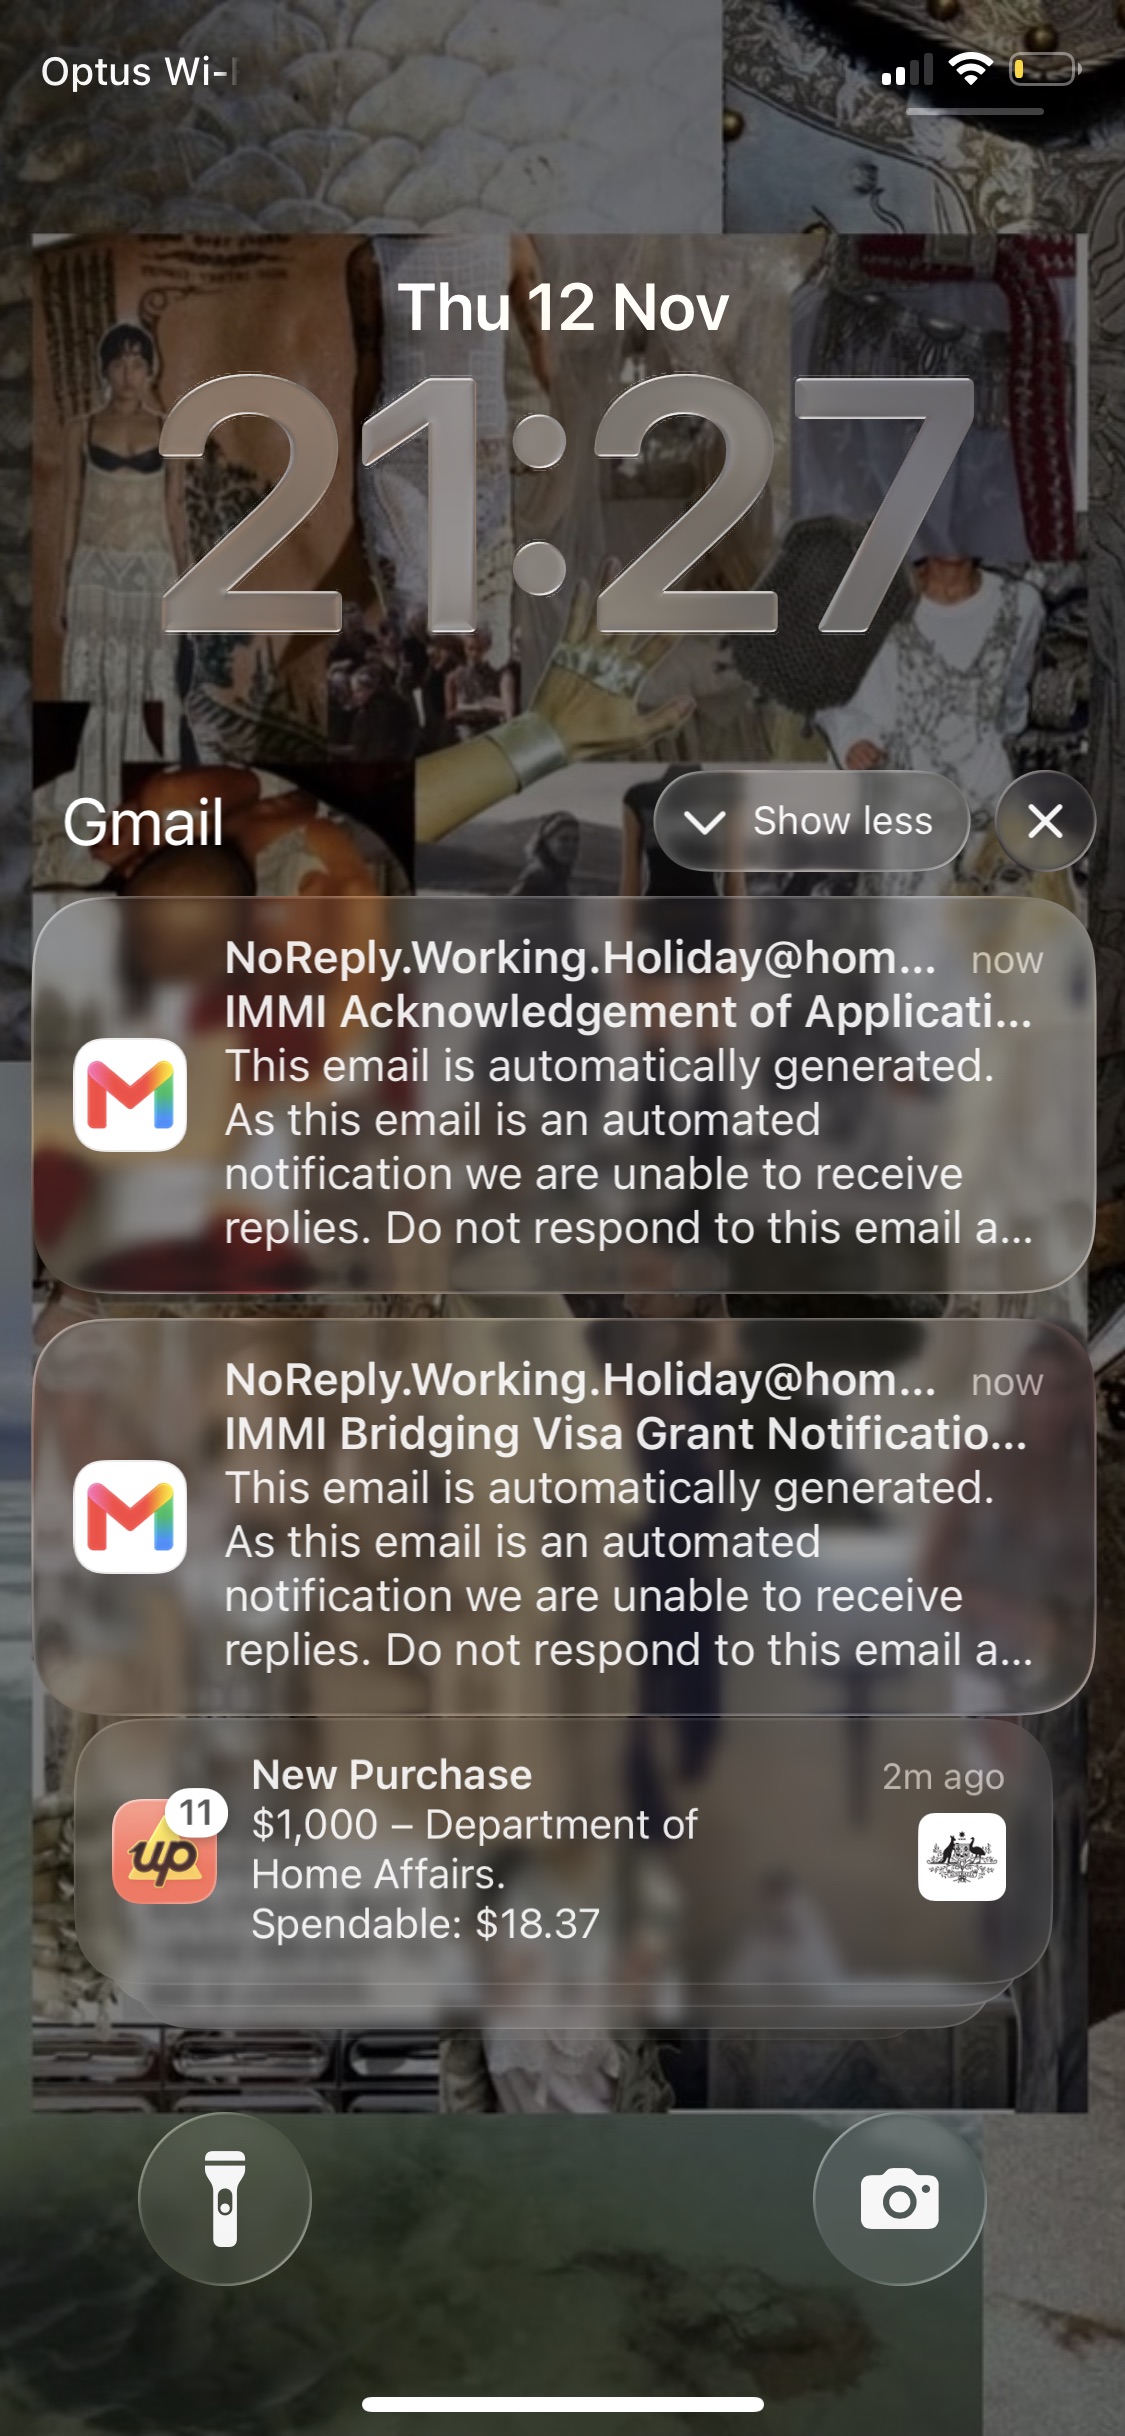 Optus Wi-
Thu 12 Nov
21:27
Gmail
Show less
NoReply.Working.Holiday@hom... now
IMMI Acknowledgement of Applicati...
This email is automatically generated.
As this email is an automated
notification we are unable to receive
replies. Do not respond to this email a...
NoReply.Working.Holiday@hom... now
IMMI Bridging Visa Grant Notificatio...
This email is automatically generated.
As this email is an automated
notification we are unable to receive
replies. Do not respond to this email a...
New Purchase 2m ago
11
up
$1,000 – Department of
Home Affairs.
Spendable: $18.37